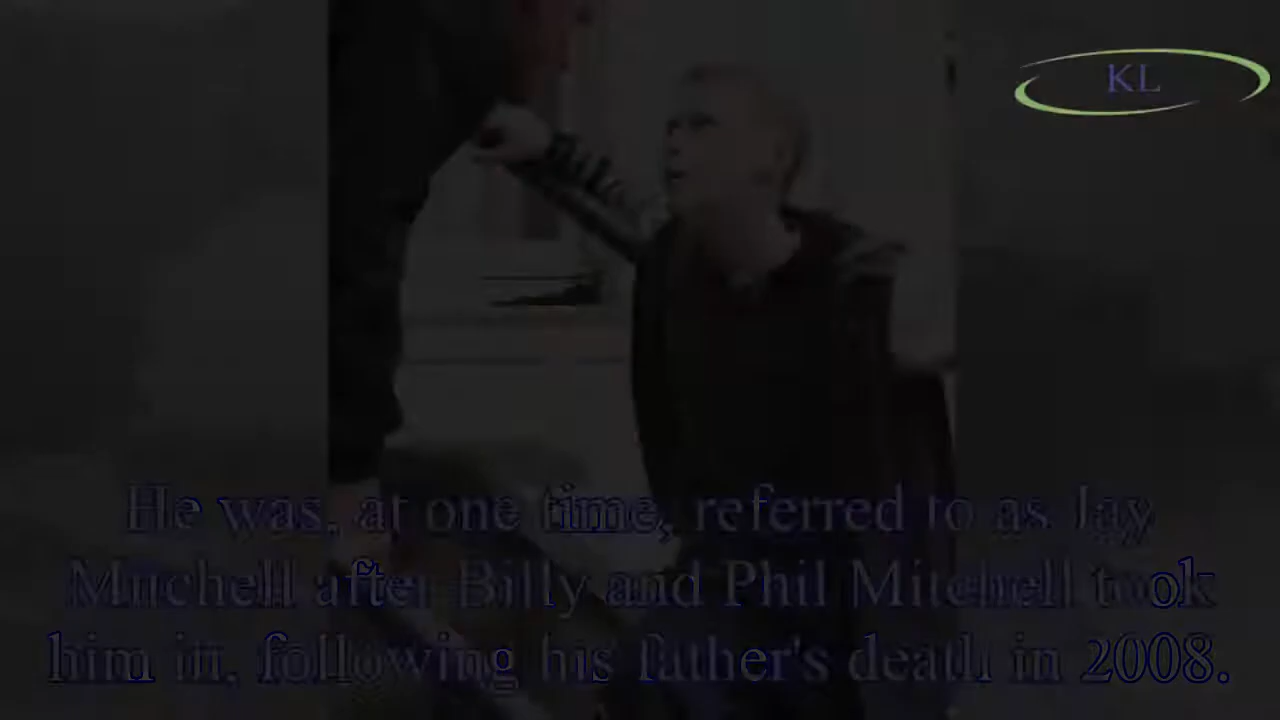 KL
He was, at one time, referred to as Jay
Mitchell after Billy and Phil Mitchell took
him in, following his father's death in 2008.